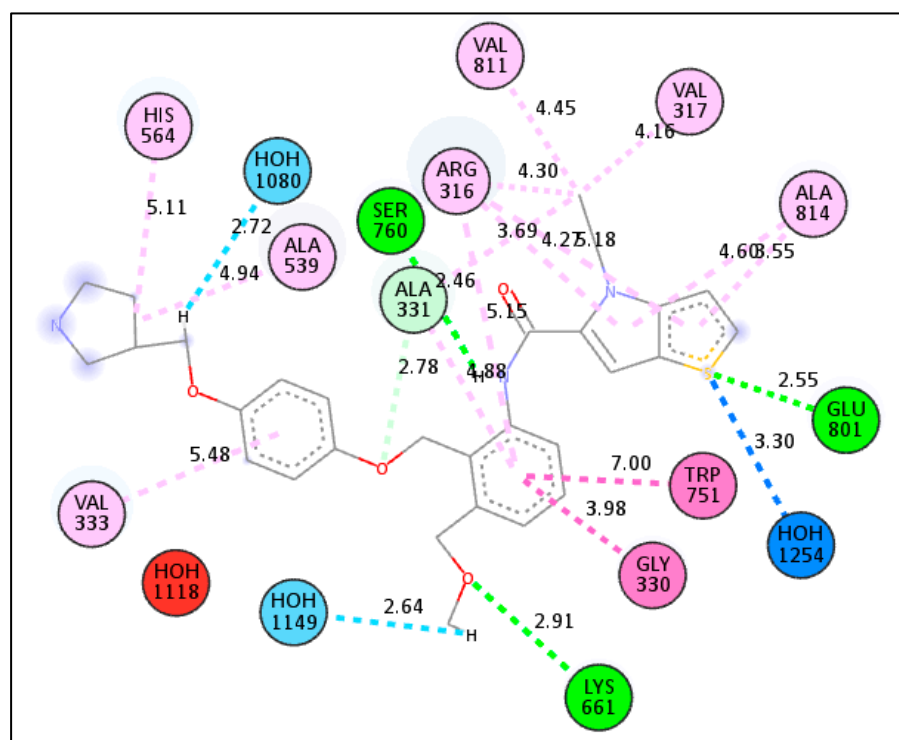 VAL
811
VAL
317
4.45
4.16
HIS
564
HOH
1080
ARG
316
4.30
ALA
814
SER
760
5.11
2.72
ALA
539
3.69
4.27
5.18
4.60
3.55
4.94
2.46
ALA
331
O
N
5.15
N
H
2.78
4.88
H
N
S
2.55
GLU
801
O
5.48
O
7.00
TRP
751
3.30
VAL
333
3.98
HOH
1254
HOH
1118
O
GLY
330
HOH
1149
2.64
H
2.91
LYS
661